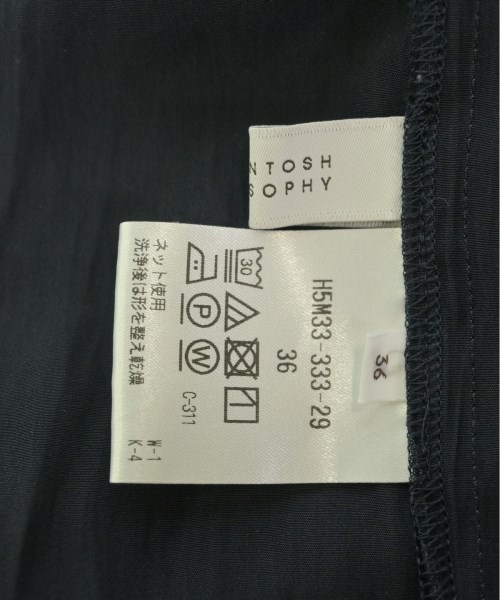 NTOSH
SOPHY
H5M33-333-29
36
30
P
W
C-311
ネット使用
洗浄後は形を整え乾燥
W-1
K-4
36